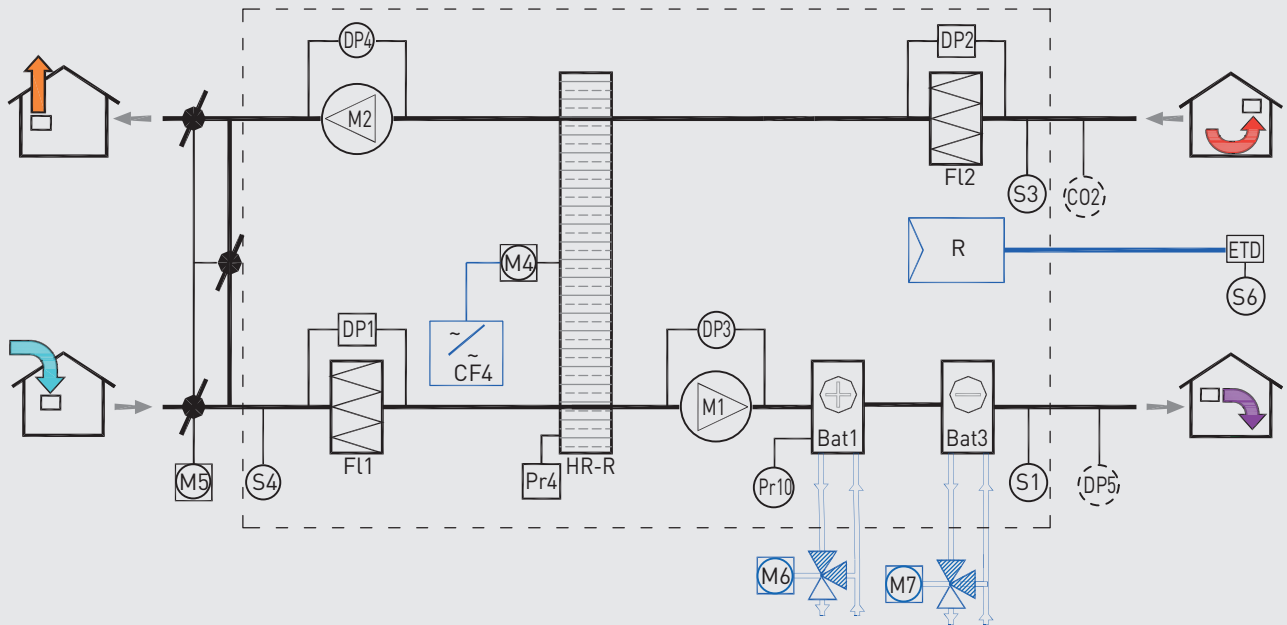 DP4
DP2
M2
Fl2
S3
CO2
R
ETD
M4
S6
DP1
DP3
~
~
CF4
M1
Bat1
Bat3
Fl1
HR-R
M5
S4
Pr4
Pr10
S1
DP5
M6
M7